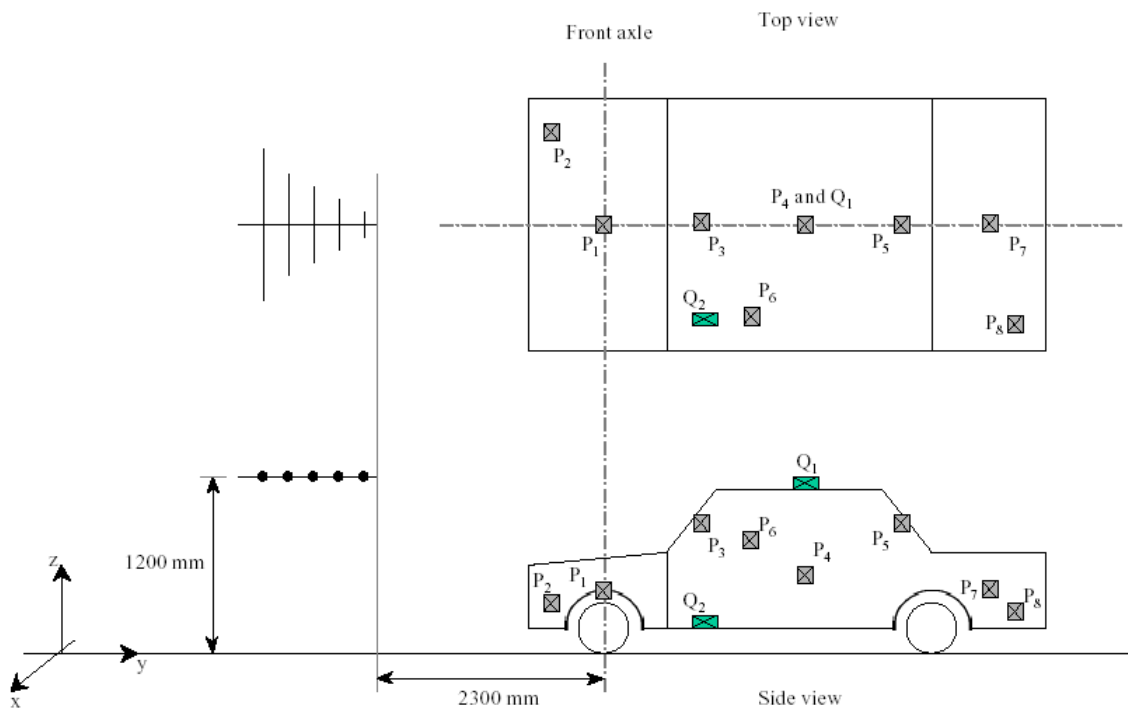 Top view
Front axle
P2
P4 and Q1
P1
P3
P5
P7
Q2
P6
P8
Q1
1200 mm
z
P3
P6
P5
P4
P2
P1
P7
P8
Q2
y
x
2300 mm
Side view